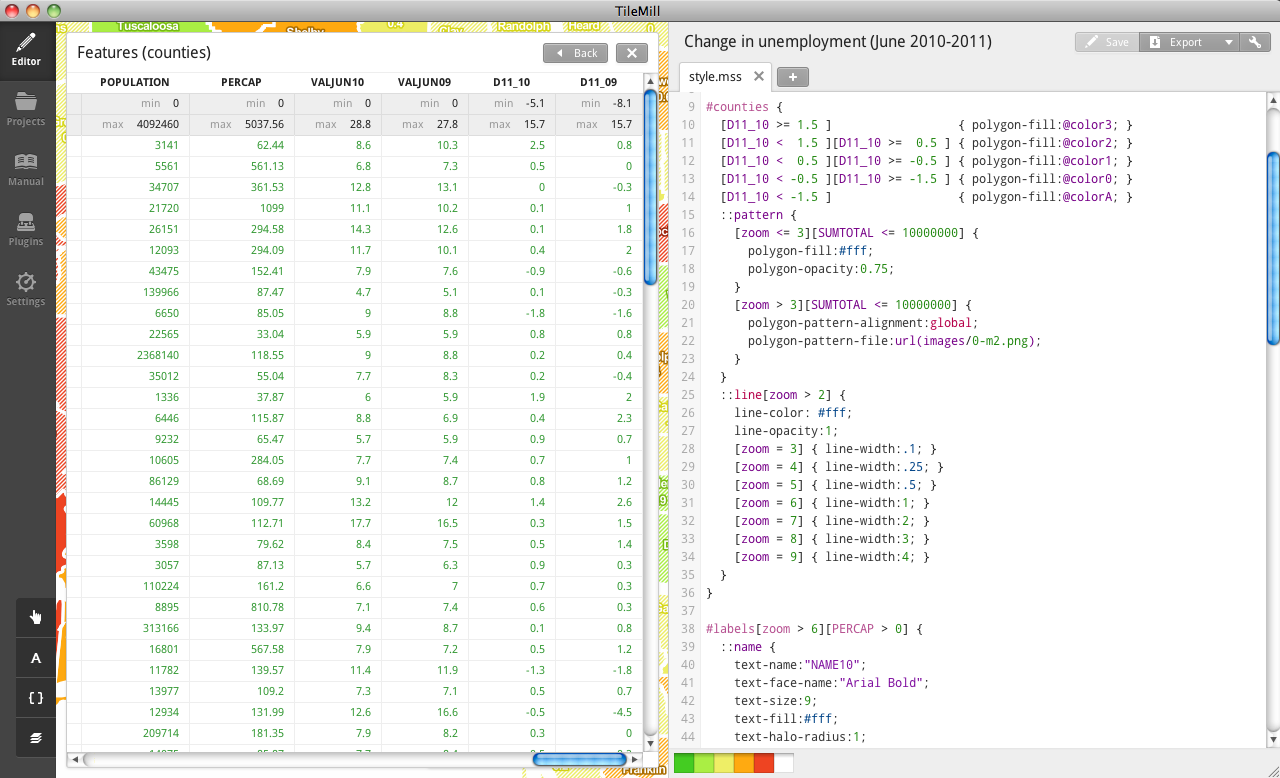 TileMill
Editor
Projects
Manual
Plugins
Settings
A
{ }
Tuscaloosa
Shelby
0.4
Clay
Randolph
Heard
Features (counties)
Back
POPULATION PERCAP VALJUN10 VALJUN09 D11_10 D11_09
min 0 min 0 min 0 min 0 min -5.1 min -8.1
max 4092460 max 5037.56 max 28.8 max 27.8 max 15.7 max 15.7
3141 62.44 8.6 10.3 2.5 0.8
5561 561.13 6.8 7.3 0.5 0
34707 361.53 12.8 13.1 0 -0.3
21720 1099 11.1 10.2 0.1 1
26151 294.58 14.3 12.6 0.1 1.8
12093 294.09 11.7 10.1 0.4 2
43475 152.41 7.9 7.6 -0.9 -0.6
139966 87.47 4.7 5.1 0.1 -0.3
6650 85.05 9 8.8 -1.8 -1.6
22565 33.04 5.9 5.9 0.8 0.8
2368140 118.55 9 8.8 0.2 0.4
35012 55.04 7.7 8.3 0.2 -0.4
1336 37.87 6 5.9 1.9 2
6446 115.87 8.8 6.9 0.4 2.3
9232 65.47 5.7 5.9 0.9 0.7
10605 284.05 7.7 7.4 0.7 1
86129 68.69 9.1 8.7 0.8 1.2
14445 109.77 13.2 12 1.4 2.6
60968 112.71 17.7 16.5 0.3 1.5
3598 79.62 8.4 7.5 0.5 1.4
3057 87.13 5.7 6.3 0.9 0.3
110224 161.2 6.6 7 0.7 0.3
8895 810.78 7.1 7.4 0.6 0.3
313166 133.97 9.4 8.7 0.1 0.8
16801 567.58 7.9 7.2 0.5 1.2
11782 139.57 11.4 11.9 -1.3 -1.8
13977 109.2 7.3 7.1 0.5 0.7
12934 131.99 12.6 16.6 -0.5 -4.5
209714 181.35 7.9 8.2 0.3 0
Franklin
Change in unemployment (June 2010-2011)
Save
Export
style.mss
+
9 #counties {
10 [D11_10 >= 1.5 ] { polygon-fill:@color3; }
11 [D11_10 < 1.5 ][D11_10 >= 0.5 ] { polygon-fill:@color2; }
12 [D11_10 < 0.5 ][D11_10 >= -0.5 ] { polygon-fill:@color1; }
13 [D11_10 < -0.5 ][D11_10 >= -1.5 ] { polygon-fill:@color0; }
14 [D11_10 < -1.5 ] { polygon-fill:@colorA; }
15 ::pattern {
16 [zoom <= 3][SUMTOTAL <= 10000000] {
17 polygon-fill:#fff;
18 polygon-opacity:0.75;
19 }
20 [zoom > 3][SUMTOTAL <= 10000000] {
21 polygon-pattern-alignment:global;
22 polygon-pattern-file:url(images/0-m2.png);
23 }
24 }
25 ::line[zoom > 2] {
26 line-color: #fff;
27 line-opacity:1;
28 [zoom = 3] { line-width:.1; }
29 [zoom = 4] { line-width:.25; }
30 [zoom = 5] { line-width:.5; }
31 [zoom = 6] { line-width:1; }
32 [zoom = 7] { line-width:2; }
33 [zoom = 8] { line-width:3; }
34 [zoom = 9] { line-width:4; }
35 }
36 }
37
38 #labels[zoom > 6][PERCAP > 0] {
39 ::name {
40 text-name:"NAME10";
41 text-face-name:"Arial Bold";
42 text-size:9;
43 text-fill:#fff;
44 text-halo-radius:1;